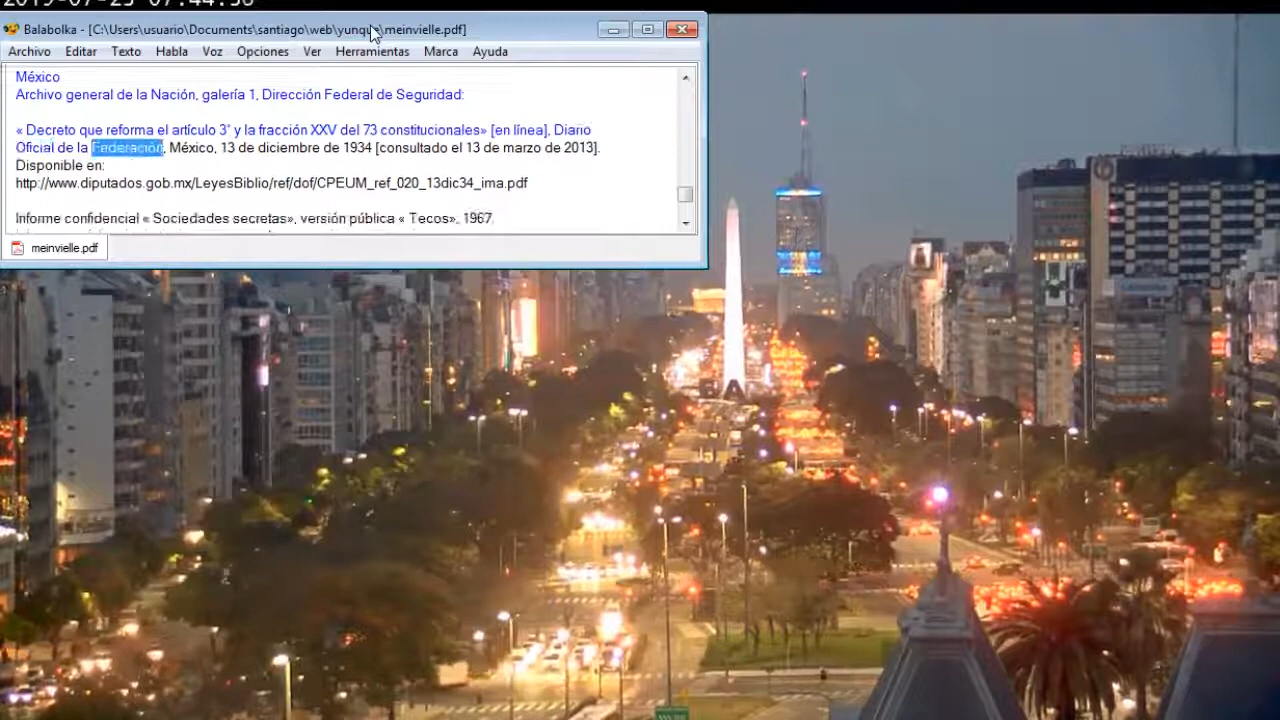 Balabolka - [C:\Users\usuario\Documents\santiago\web\yunque\meinvielle.pdf]
Archivo Editar Texto Habla Voz Opciones Ver Herramientas Marca Ayuda
México
Archivo general de la Nación, galería 1, Dirección Federal de Seguridad:
« Decreto que reforma el artículo 3° y la fracción XXV del 73 constitucionales» [en línea], Diario
Oficial de la Federación, México, 13 de diciembre de 1934 [consultado el 13 de marzo de 2013].
Disponible en:
http://www.diputados.gob.mx/LeyesBiblio/ref/dof/CPEUM_ref_020_13dic34_ima.pdf
Informe confidencial « Sociedades secretas», versión pública « Tecos», 1967.
meinvielle.pdf
BA